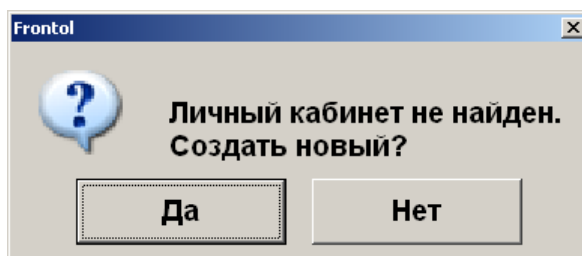 Frontol
Личный кабинет не найден.
Создать новый?
Да
Нет